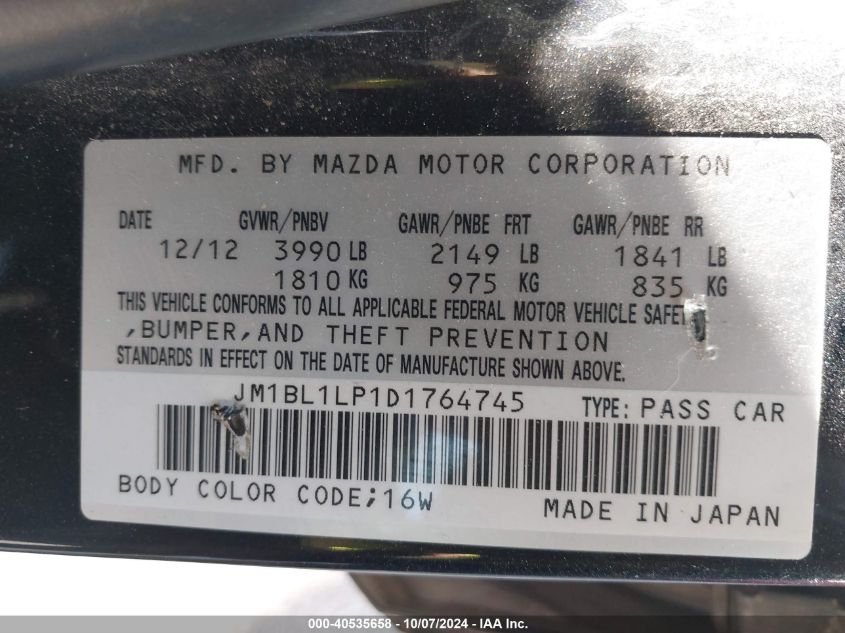 MFD. BY MAZDA MOTOR CORPORATION
DATE GVWR/PNBV GAWR/PNBE FRT GAWR/PNBE RR
12/12 3990 LB 2149 LB 1841 LB
1810 KG 975 KG 835 KG
THIS VEHICLE CONFORMS TO ALL APPLICABLE FEDERAL MOTOR VEHICLE SAFET
,BUMPER,AND THEFT PREVENTION
STANDARDS IN EFFECT ON THE DATE OF MANUFACTURE SHOWN ABOVE.
JM1BL1LP1D1764745 TYPE: PASS CAR
BODY COLOR CODE;16W MADE IN JAPAN
000-40535658 - 10/07/2024 - IAA Inc.